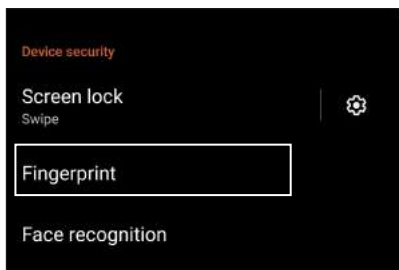 Device security
Screen lock
Swipe
Fingerprint
Face recognition